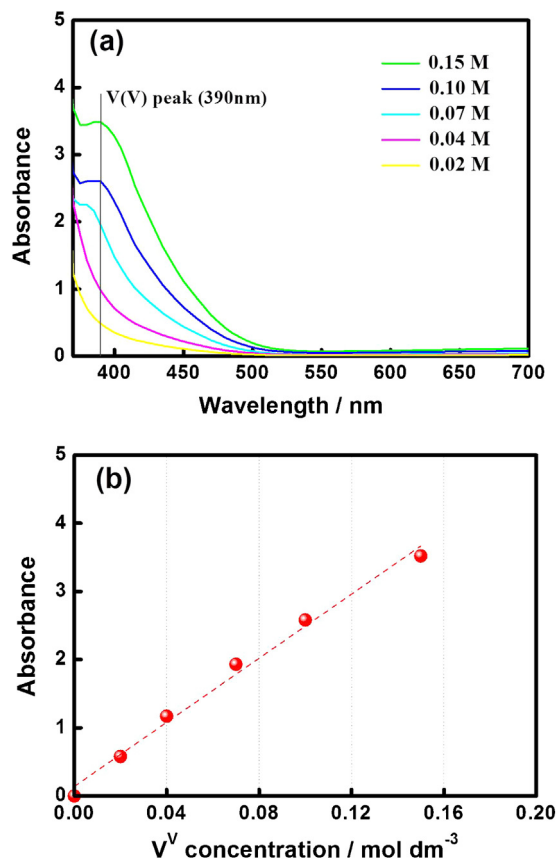 (a)
V(V) peak (390nm)
0.15 M
0.10 M
0.07 M
0.04 M
0.02 M
5
4
3
2
1
0
Absorbance
400 450 500 550 600 650 700
Wavelength / nm
(b)
5
4
3
2
1
0
Absorbance
0.00 0.04 0.08 0.12 0.16 0.20
Vⱽ concentration / mol dm⁻³